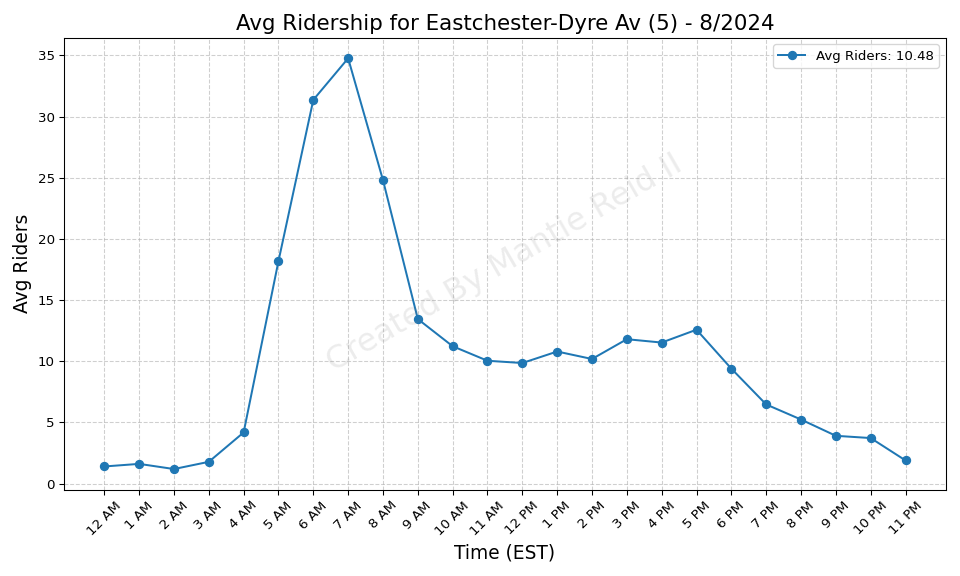 Avg Ridership for Eastchester-Dyre Av (5) - 8/2024
Avg Riders: 10.48
35
30
25
20
15
10
5
0
Avg Riders
Created By Mantie Reid II
12 AM
1 AM
2 AM
3 AM
4 AM
5 AM
6 AM
7 AM
8 AM
9 AM
10 AM
11 AM
12 PM
1 PM
2 PM
3 PM
4 PM
5 PM
6 PM
7 PM
8 PM
9 PM
10 PM
11 PM
Time (EST)